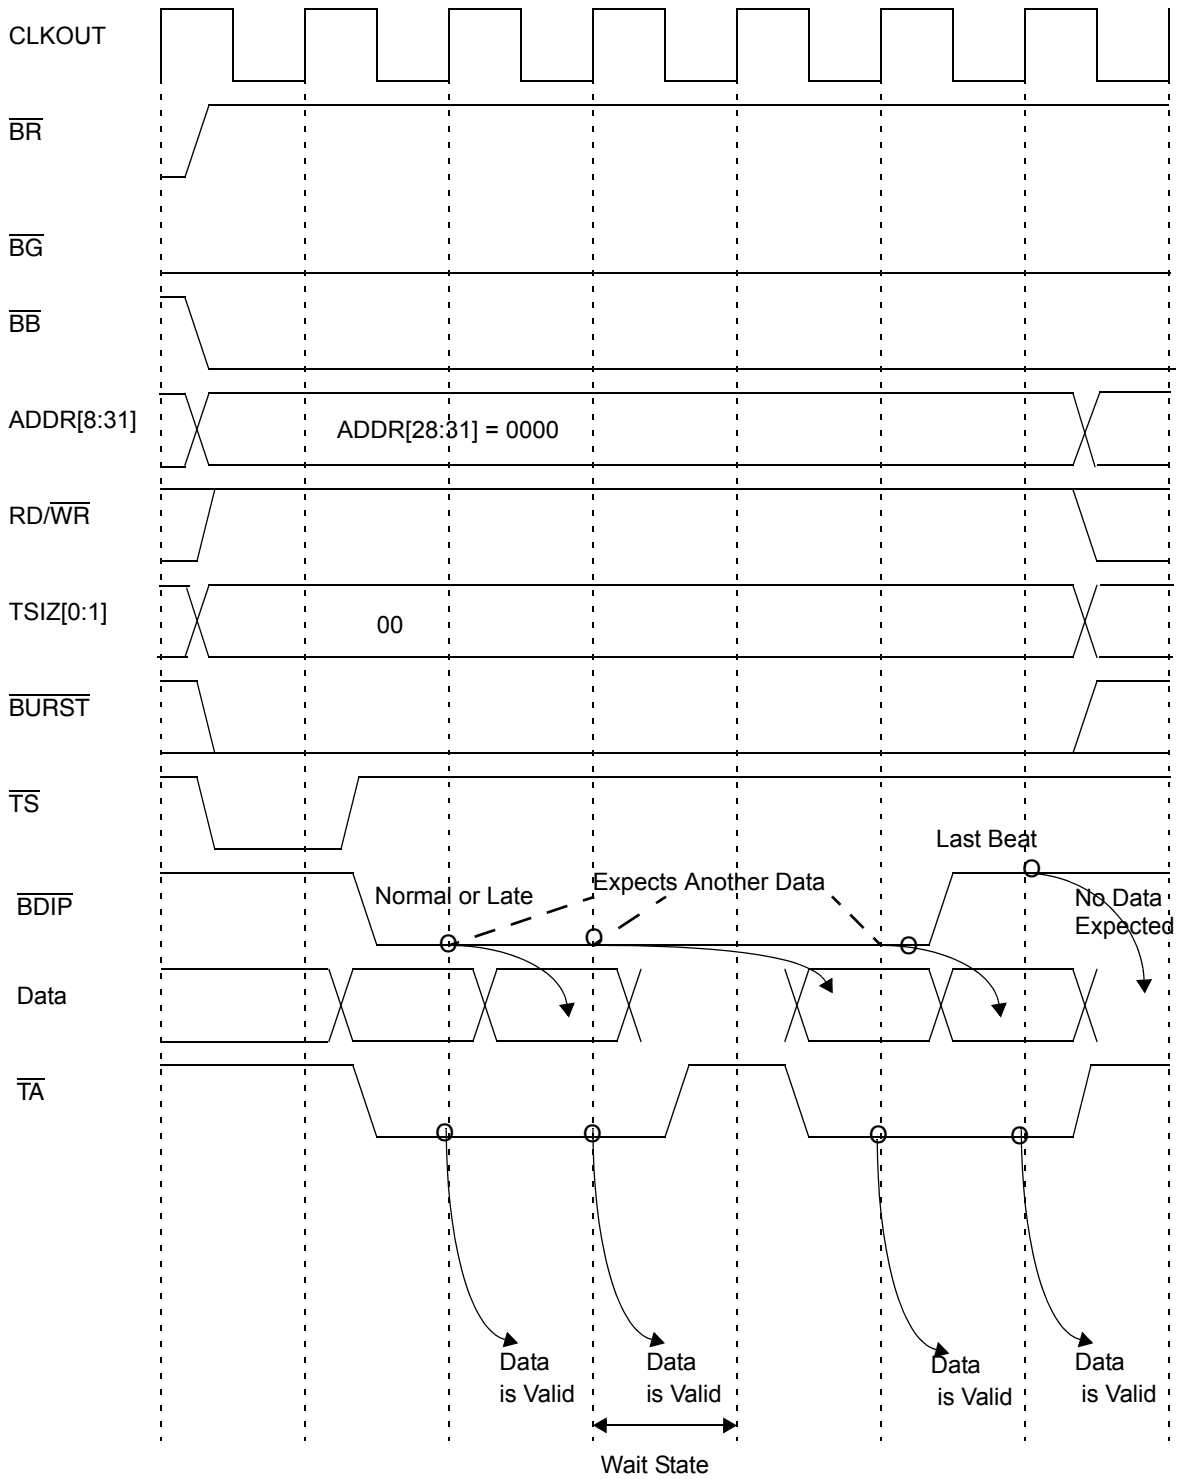 CLKOUT
BR
BG
BB
ADDR[8:31]
ADDR[28:31] = 0000
RD/WR
TSIZ[0:1]
00
BURST
TS
Last Beat
BDIP
Normal or Late
Expects Another Data
No Data
Expected
Data
TA
Data
is Valid
Data
is Valid
Data
is Valid
Data
is Valid
Wait State